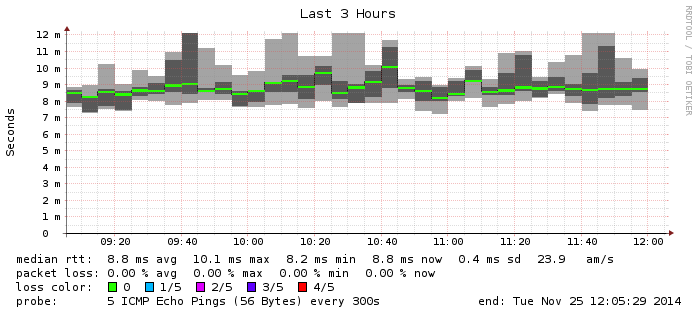 Last 3 Hours
RRDTOOL / TOBI OETIKER
Seconds
12 m
11 m
10 m
9 m
8 m
7 m
6 m
5 m
4 m
3 m
2 m
1 m
0
09:20 09:40 10:00 10:20 10:40 11:00 11:20 11:40 12:00
median rtt: 8.8 ms avg 10.1 ms max 8.2 ms min 8.8 ms now 0.4 ms sd 23.9 am/s
packet loss: 0.00 % avg 0.00 % max 0.00 % min 0.00 % now
loss color: 0 1/5 2/5 3/5 4/5
probe: 5 ICMP Echo Pings (56 Bytes) every 300s end: Tue Nov 25 12:05:29 2014